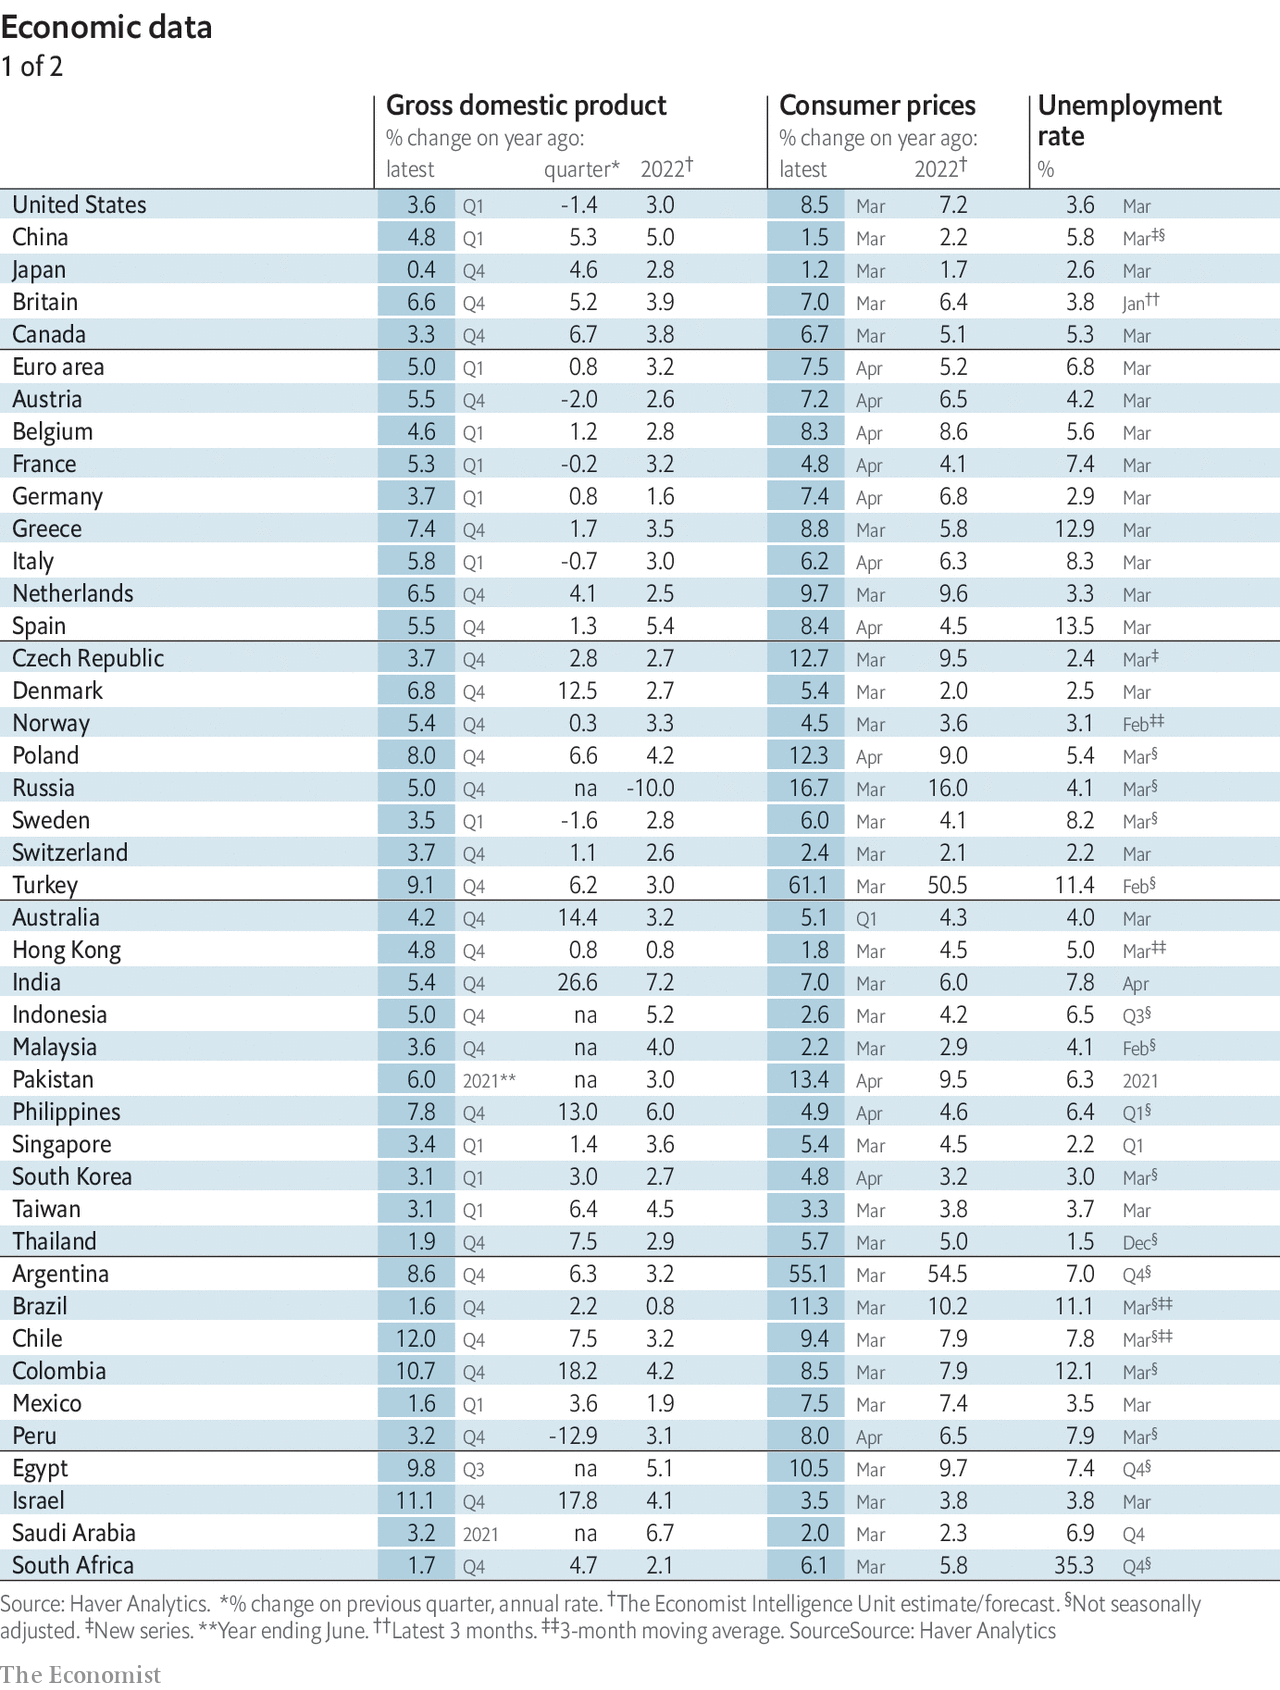 Economic data
1 of 2
Gross domestic product Consumer prices Unemployment
% change on year ago: % change on year ago: rate
latest quarter* 2022† latest 2022† %
United States 3.6 Q1 -1.4 3.0 8.5 Mar 7.2 3.6 Mar
China 4.8 Q1 5.3 5.0 1.5 Mar 2.2 5.8 Mar‡§
Japan 0.4 Q4 4.6 2.8 1.2 Mar 1.7 2.6 Mar
Britain 6.6 Q4 5.2 3.9 7.0 Mar 6.4 3.8 Jan††
Canada 3.3 Q4 6.7 3.8 6.7 Mar 5.1 5.3 Mar
Euro area 5.0 Q1 0.8 3.2 7.5 Apr 5.2 6.8 Mar
Austria 5.5 Q4 -2.0 2.6 7.2 Apr 6.5 4.2 Mar
Belgium 4.6 Q1 1.2 2.8 8.3 Apr 8.6 5.6 Mar
France 5.3 Q1 -0.2 3.2 4.8 Apr 4.1 7.4 Mar
Germany 3.7 Q1 0.8 1.6 7.4 Apr 6.8 2.9 Mar
Greece 7.4 Q4 1.7 3.5 8.8 Mar 5.8 12.9 Mar
Italy 5.8 Q1 -0.7 3.0 6.2 Apr 6.3 8.3 Mar
Netherlands 6.5 Q4 4.1 2.5 9.7 Mar 9.6 3.3 Mar
Spain 5.5 Q4 1.3 5.4 8.4 Apr 4.5 13.5 Mar
Czech Republic 3.7 Q4 2.8 2.7 12.7 Mar 9.5 2.4 Mar‡
Denmark 6.8 Q4 12.5 2.7 5.4 Mar 2.0 2.5 Mar
Norway 5.4 Q4 0.3 3.3 4.5 Mar 3.6 3.1 Feb‡‡
Poland 8.0 Q4 6.6 4.2 12.3 Apr 9.0 5.4 Mar§
Russia 5.0 Q4 na -10.0 16.7 Mar 16.0 4.1 Mar§
Sweden 3.5 Q1 -1.6 2.8 6.0 Mar 4.1 8.2 Mar§
Switzerland 3.7 Q4 1.1 2.6 2.4 Mar 2.1 2.2 Mar
Turkey 9.1 Q4 6.2 3.0 61.1 Mar 50.5 11.4 Feb§
Australia 4.2 Q4 14.4 3.2 5.1 Q1 4.3 4.0 Mar
Hong Kong 4.8 Q4 0.8 0.8 1.8 Mar 4.5 5.0 Mar‡‡
India 5.4 Q4 26.6 7.2 7.0 Mar 6.0 7.8 Apr
Indonesia 5.0 Q4 na 5.2 2.6 Mar 4.2 6.5 Q3§
Malaysia 3.6 Q4 na 4.0 2.2 Mar 2.9 4.1 Feb§
Pakistan 6.0 2021** na 3.0 13.4 Apr 9.5 6.3 2021
Philippines 7.8 Q4 13.0 6.0 4.9 Apr 4.6 6.4 Q1§
Singapore 3.4 Q1 1.4 3.6 5.4 Mar 4.5 2.2 Q1
South Korea 3.1 Q1 3.0 2.7 4.8 Apr 3.2 3.0 Mar§
Taiwan 3.1 Q1 6.4 4.5 3.3 Mar 3.8 3.7 Mar
Thailand 1.9 Q4 7.5 2.9 5.7 Mar 5.0 1.5 Dec§
Argentina 8.6 Q4 6.3 3.2 55.1 Mar 54.5 7.0 Q4§
Brazil 1.6 Q4 2.2 0.8 11.3 Mar 10.2 11.1 Mar§‡‡
Chile 12.0 Q4 7.5 3.2 9.4 Mar 7.9 7.8 Mar§‡‡
Colombia 10.7 Q4 18.2 4.2 8.5 Mar 7.9 12.1 Mar§
Mexico 1.6 Q1 3.6 1.9 7.5 Mar 7.4 3.5 Mar
Peru 3.2 Q4 -12.9 3.1 8.0 Apr 6.5 7.9 Mar§
Egypt 9.8 Q3 na 5.1 10.5 Mar 9.7 7.4 Q4§
Israel 11.1 Q4 17.8 4.1 3.5 Mar 3.8 3.8 Mar
Saudi Arabia 3.2 2021 na 6.7 2.0 Mar 2.3 6.9 Q4
South Africa 1.7 Q4 4.7 2.1 6.1 Mar 5.8 35.3 Q4§
Source: Haver Analytics. *% change on previous quarter, annual rate. †The Economist Intelligence Unit estimate/forecast. §Not seasonally
adjusted. ‡New series. **Year ending June. ††Latest 3 months. ‡‡3-month moving average. SourceSource: Haver Analytics
The Economist